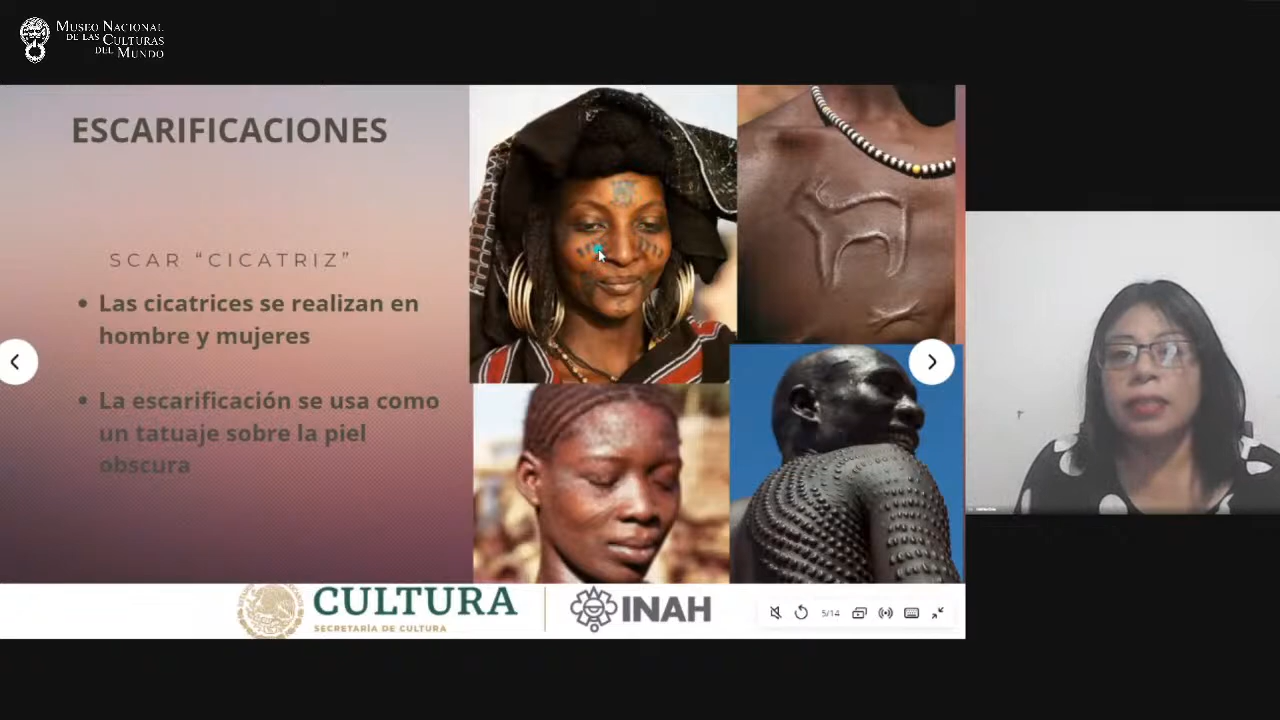 MUSEO NACIONAL
DE LAS CULTURAS
DEL MUNDO
ESCARIFICACIONES
SCAR “CICATRIZ”
• Las cicatrices se realizan en
hombre y mujeres
• La escarificación se usa como
un tatuaje sobre la piel
obscura
CULTURA
SECRETARÍA DE CULTURA
INAH
5/14